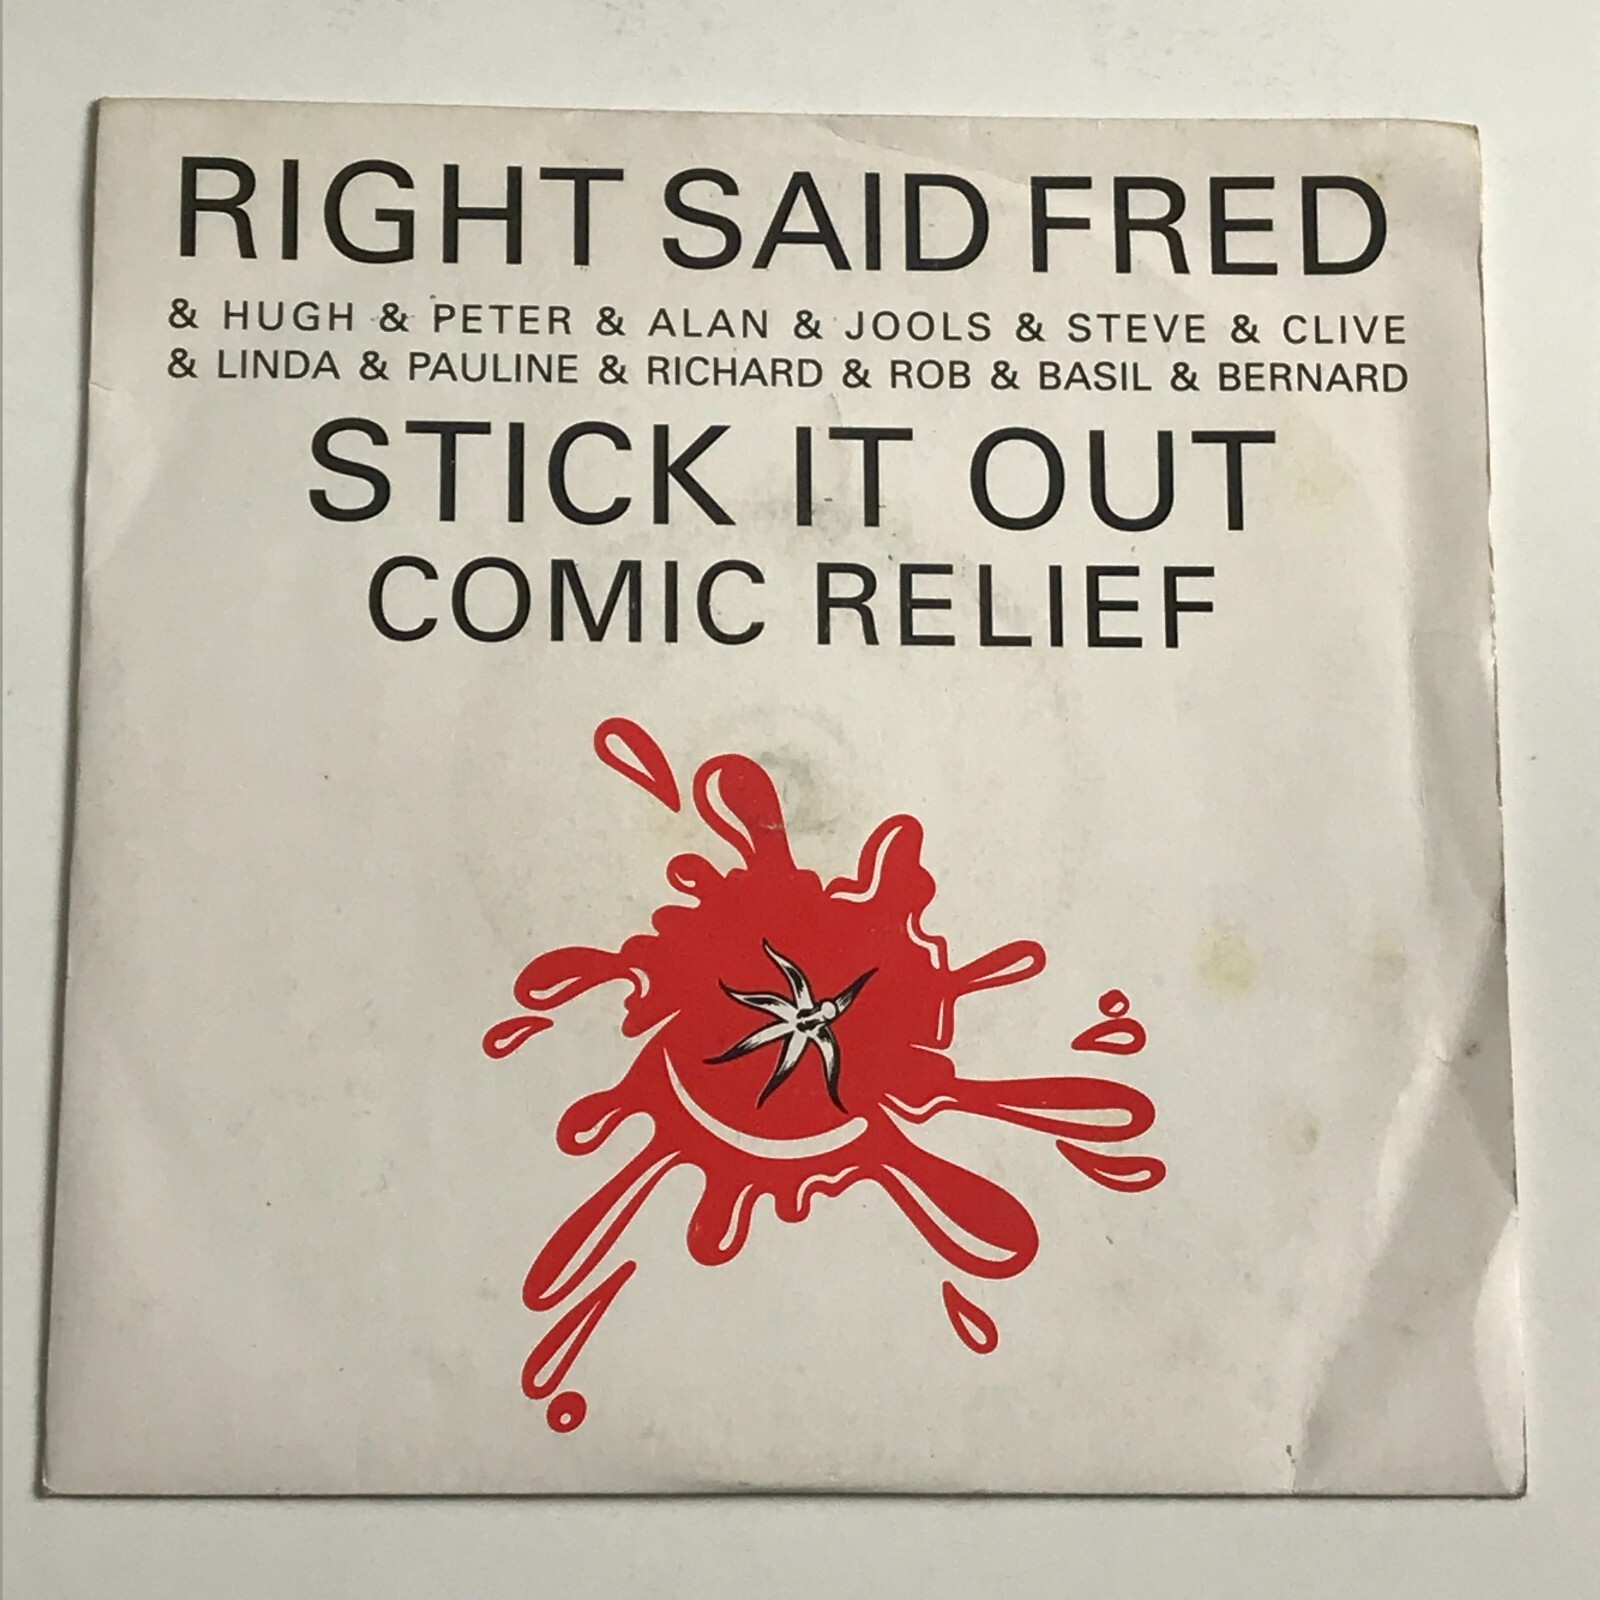 RIGHT SAID FRED
& HUGH & PETER & ALAN & JOOLS & STEVE & CLIVE
& LINDA & PAULINE & RICHARD & ROB & BASIL & BERNARD
STICK IT OUT
COMIC RELIEF